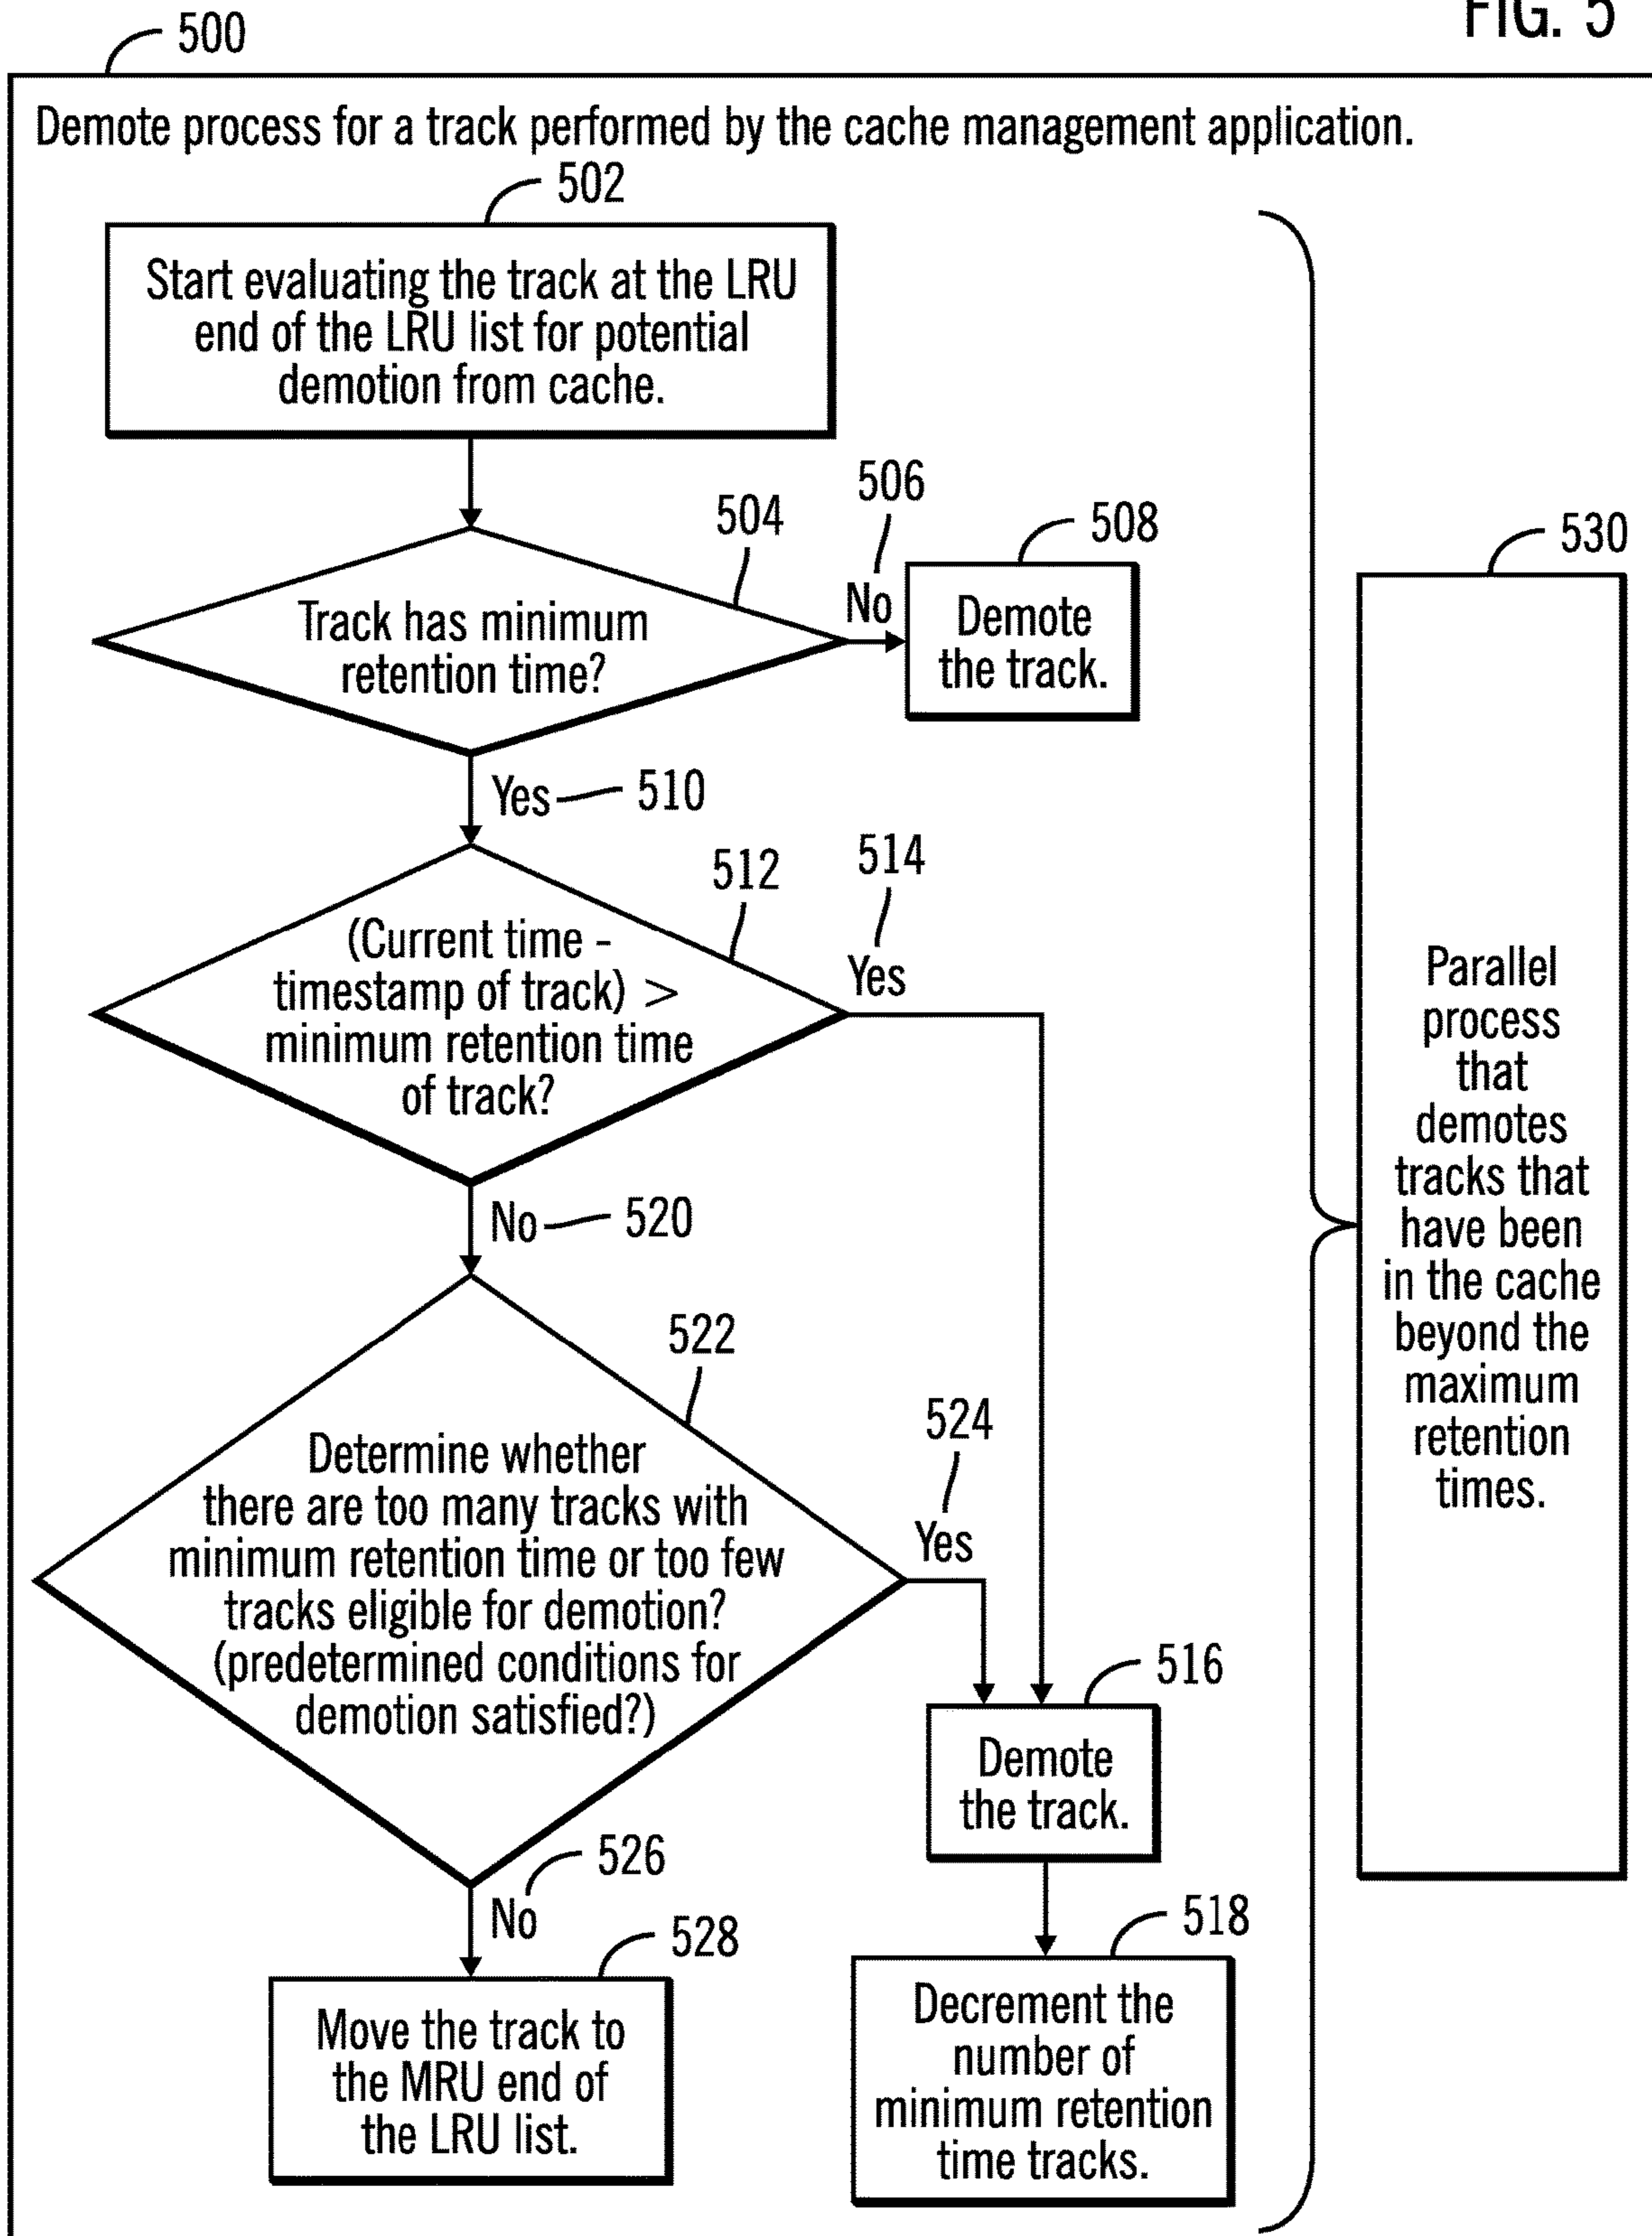 FIG. 5
500
Demote process for a track performed by the cache management application.
502
Start evaluating the track at the LRU
end of the LRU list for potential
demotion from cache.
504
506
508
530
Track has minimum
retention time?
No
Demote
the track.
Yes
510
512
514
(Current time -
timestamp of track) >
minimum retention time
of track?
Yes
Parallel
process
that
demotes
tracks that
have been
in the cache
beyond the
maximum
retention
times.
No
520
522
524
Determine whether
there are too many tracks with
minimum retention time or too few
tracks eligible for demotion?
(predetermined conditions for
demotion satisfied?)
Yes
516
Demote
the track.
526
No
528
518
Move the track to
the MRU end of
the LRU list.
Decrement the
number of
minimum retention
time tracks.